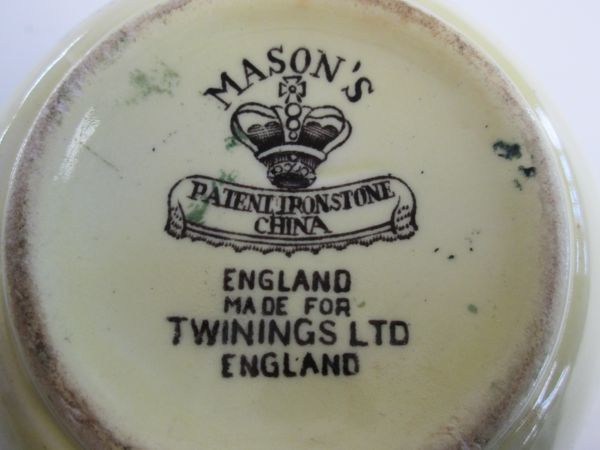 MASON'S
PATENT IRONSTONE
CHINA
ENGLAND
MADE FOR
TWININGS LTD
ENGLAND